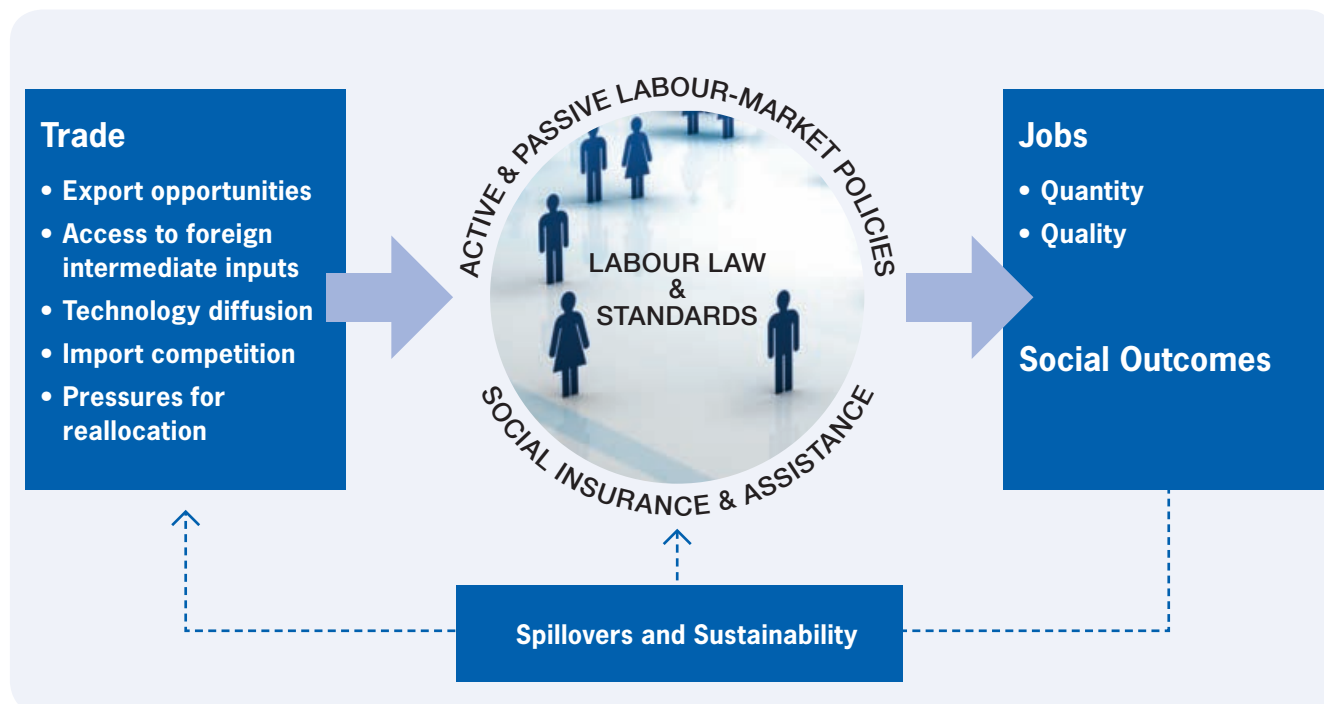 Trade
• Export opportunities
• Access to foreign
intermediate inputs
• Technology diffusion
• Import competition
• Pressures for
reallocation
ACTIVE & PASSIVE LABOUR-MARKET POLICIES
LABOUR LAW
&
STANDARDS
SOCIAL INSURANCE & ASSISTANCE
Jobs
• Quantity
• Quality
Social Outcomes
Spillovers and Sustainability